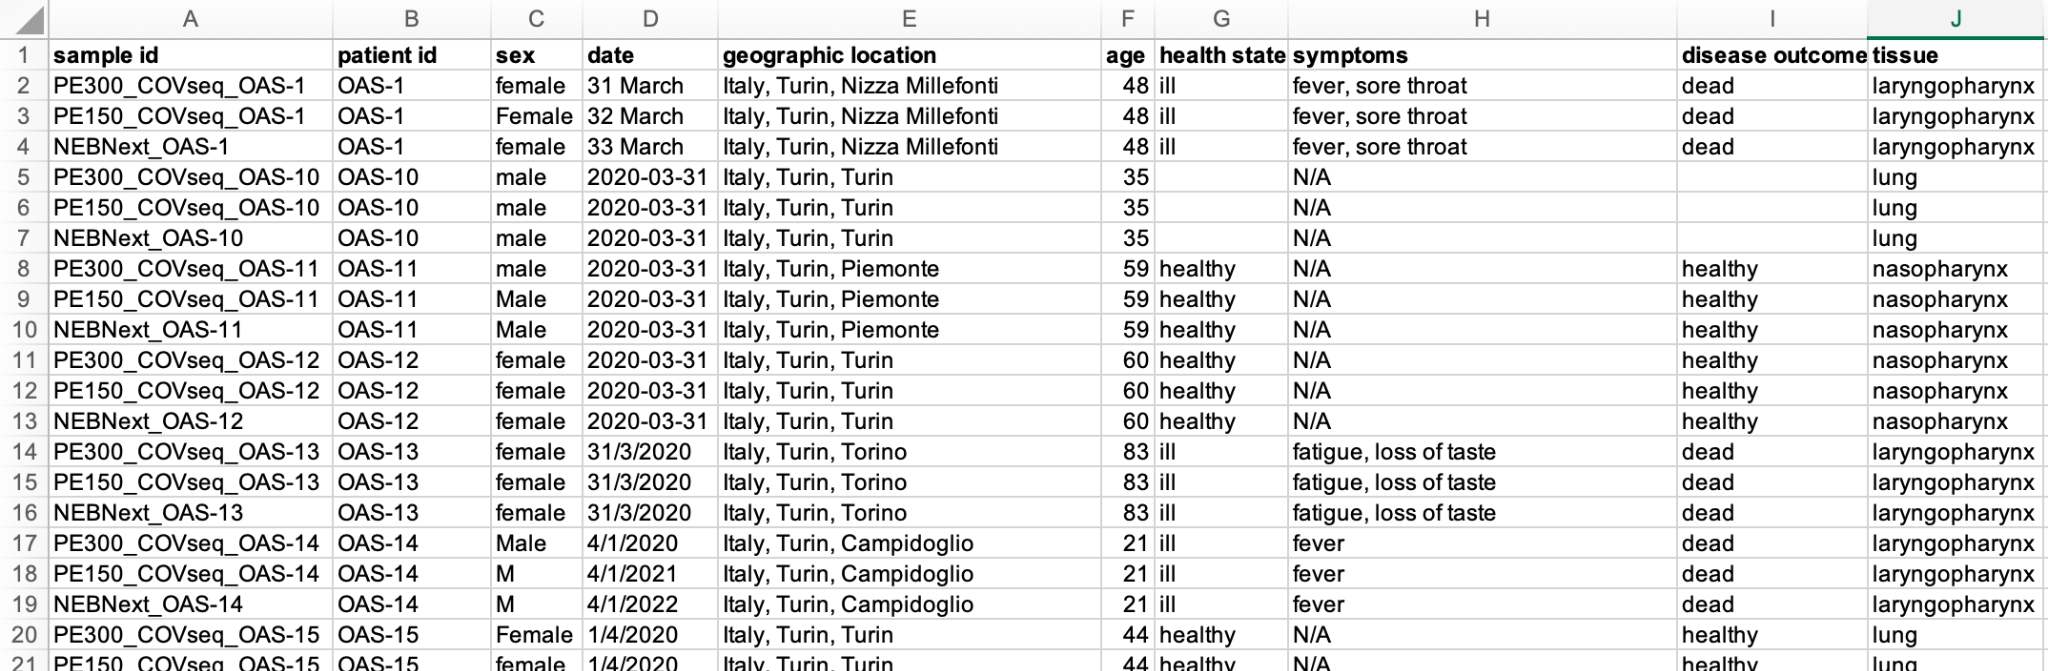 A B C D E F G H I J
1 sample id patient id sex date geographic location age health state symptoms disease outcome tissue
2 PE300_COVseq_OAS-1 OAS-1 female 31 March Italy, Turin, Nizza Millefonti 48 ill fever, sore throat dead laryngopharynx
3 PE150_COVseq_OAS-1 OAS-1 Female 32 March Italy, Turin, Nizza Millefonti 48 ill fever, sore throat dead laryngopharynx
4 NEBNext_OAS-1 OAS-1 female 33 March Italy, Turin, Nizza Millefonti 48 ill fever, sore throat dead laryngopharynx
5 PE300_COVseq_OAS-10 OAS-10 male 2020-03-31 Italy, Turin, Turin 35 N/A lung
6 PE150_COVseq_OAS-10 OAS-10 male 2020-03-31 Italy, Turin, Turin 35 N/A lung
7 NEBNext_OAS-10 OAS-10 male 2020-03-31 Italy, Turin, Turin 35 N/A lung
8 PE300_COVseq_OAS-11 OAS-11 male 2020-03-31 Italy, Turin, Piemonte 59 healthy N/A healthy nasopharynx
9 PE150_COVseq_OAS-11 OAS-11 Male 2020-03-31 Italy, Turin, Piemonte 59 healthy N/A healthy nasopharynx
10 NEBNext_OAS-11 OAS-11 Male 2020-03-31 Italy, Turin, Piemonte 59 healthy N/A healthy nasopharynx
11 PE300_COVseq_OAS-12 OAS-12 female 2020-03-31 Italy, Turin, Turin 60 healthy N/A healthy nasopharynx
12 PE150_COVseq_OAS-12 OAS-12 female 2020-03-31 Italy, Turin, Turin 60 healthy N/A healthy nasopharynx
13 NEBNext_OAS-12 OAS-12 female 2020-03-31 Italy, Turin, Turin 60 healthy N/A healthy nasopharynx
14 PE300_COVseq_OAS-13 OAS-13 female 31/3/2020 Italy, Turin, Torino 83 ill fatigue, loss of taste dead laryngopharynx
15 PE150_COVseq_OAS-13 OAS-13 female 31/3/2020 Italy, Turin, Torino 83 ill fatigue, loss of taste dead laryngopharynx
16 NEBNext_OAS-13 OAS-13 female 31/3/2020 Italy, Turin, Torino 83 ill fatigue, loss of taste dead laryngopharynx
17 PE300_COVseq_OAS-14 OAS-14 Male 4/1/2020 Italy, Turin, Campidoglio 21 ill fever dead laryngopharynx
18 PE150_COVseq_OAS-14 OAS-14 M 4/1/2021 Italy, Turin, Campidoglio 21 ill fever dead laryngopharynx
19 NEBNext_OAS-14 OAS-14 M 4/1/2022 Italy, Turin, Campidoglio 21 ill fever dead laryngopharynx
20 PE300_COVseq_OAS-15 OAS-15 Female 1/4/2020 Italy, Turin, Turin 44 healthy N/A healthy lung
21 PE150_COVseq_OAS-15 OAS-15 female 1/4/2020 Italy, Turin, Turin 44 healthy N/A healthy lung